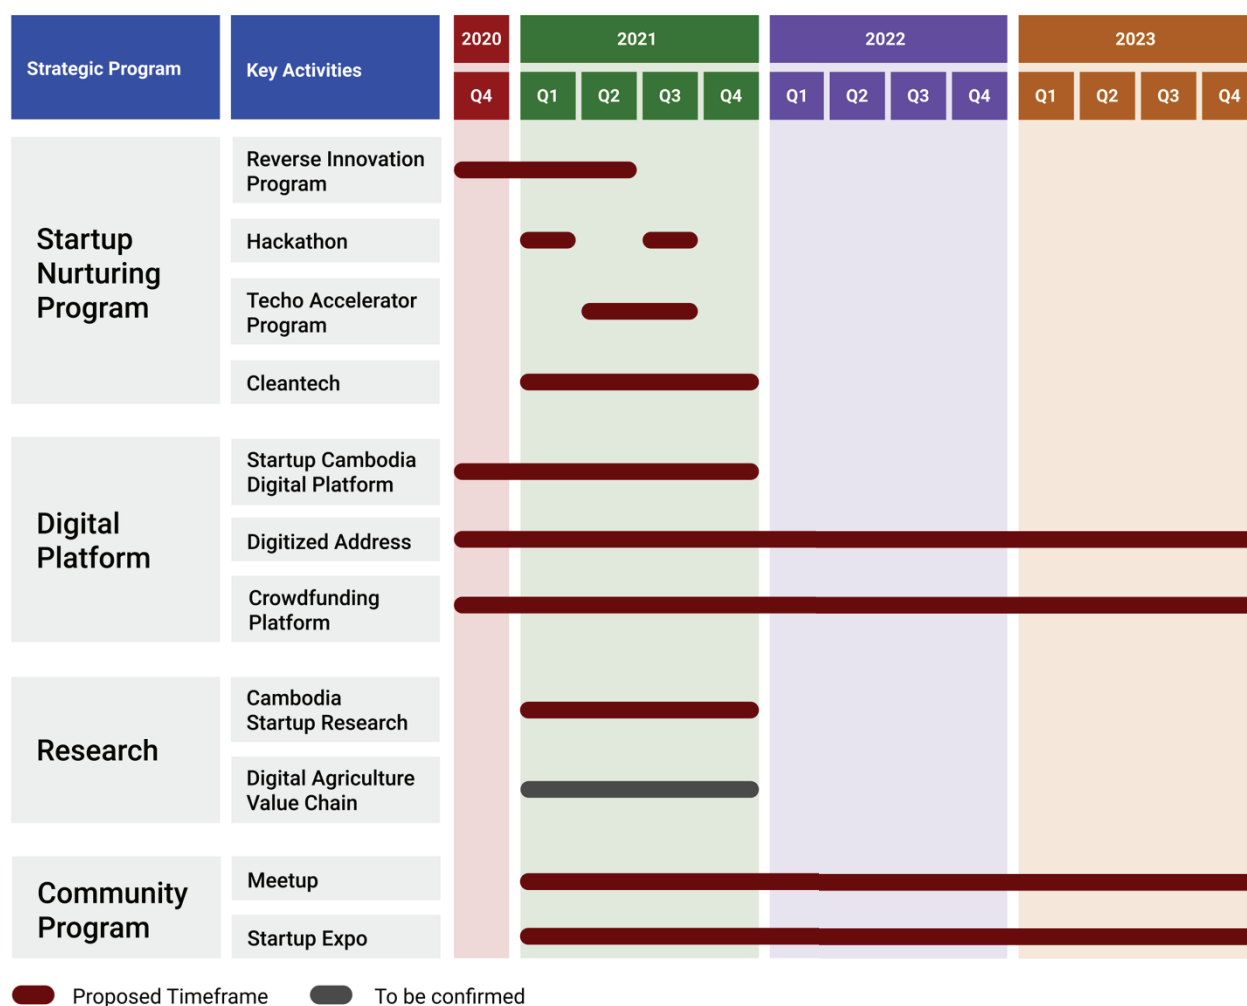 Strategic Program
Key Activities
2020
2021
2022
2023
Q4
Q1
Q2
Q3
Q4
Q1
Q2
Q3
Q4
Q1
Q2
Q3
Q4
Startup
Nurturing
Program
Reverse Innovation
Program
Hackathon
Techo Accelerator
Program
Cleantech
Digital
Platform
Startup Cambodia
Digital Platform
Digitized Address
Crowdfunding
Platform
Research
Cambodia
Startup Research
Digital Agriculture
Value Chain
Community
Program
Meetup
Startup Expo
Proposed Timeframe
To be confirmed